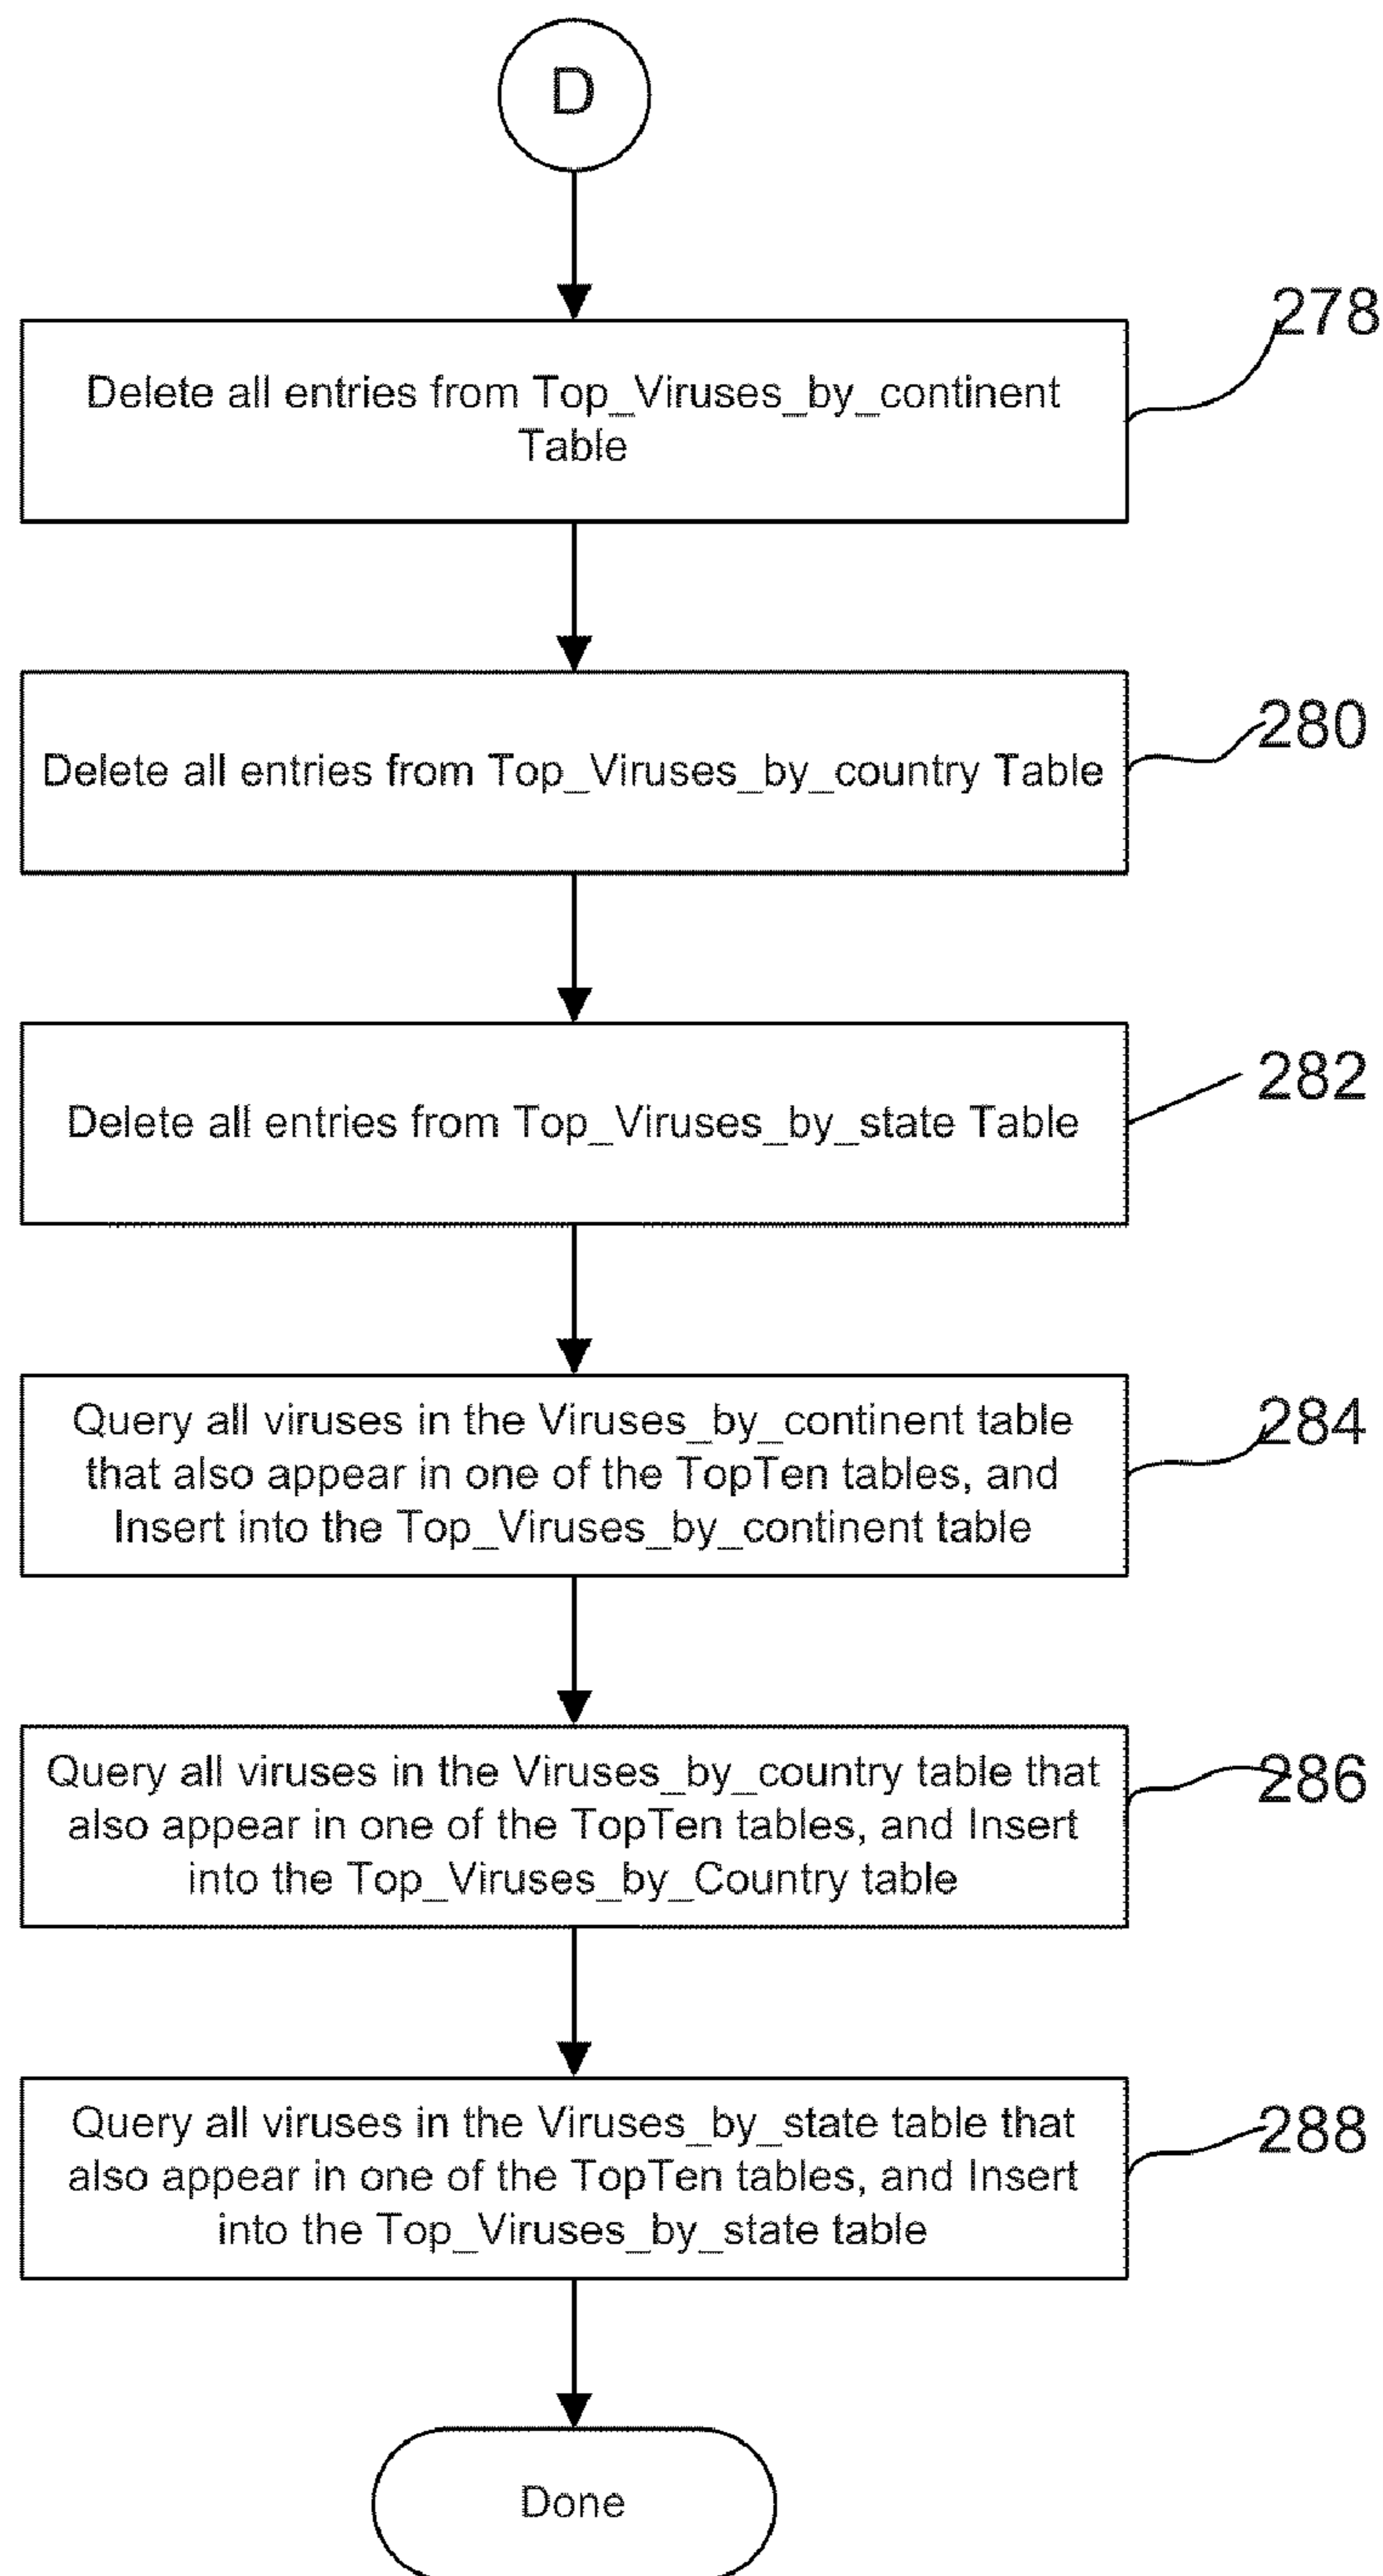 D
278
Delete all entries from Top_Viruses_by_continent
Table
280
Delete all entries from Top_Viruses_by_country Table
282
Delete all entries from Top_Viruses_by_state Table
284
Query all viruses in the Viruses_by_continent table
that also appear in one of the TopTen tables, and
Insert into the Top_Viruses_by_continent table
286
Query all viruses in the Viruses_by_country table that
also appear in one of the TopTen tables, and Insert
into the Top_Viruses_by_Country table
288
Query all viruses in the Viruses_by_state table that
also appear in one of the TopTen tables, and Insert
into the Top_Viruses_by_state table
Done